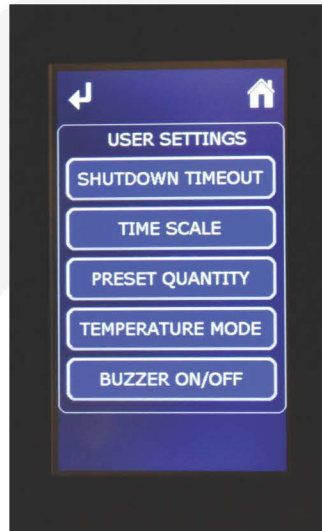 USER SETTINGS
SHUTDOWN TIMEOUT
TIME SCALE
PRESET QUANTITY
TEMPERATURE MODE
BUZZER ON/OFF